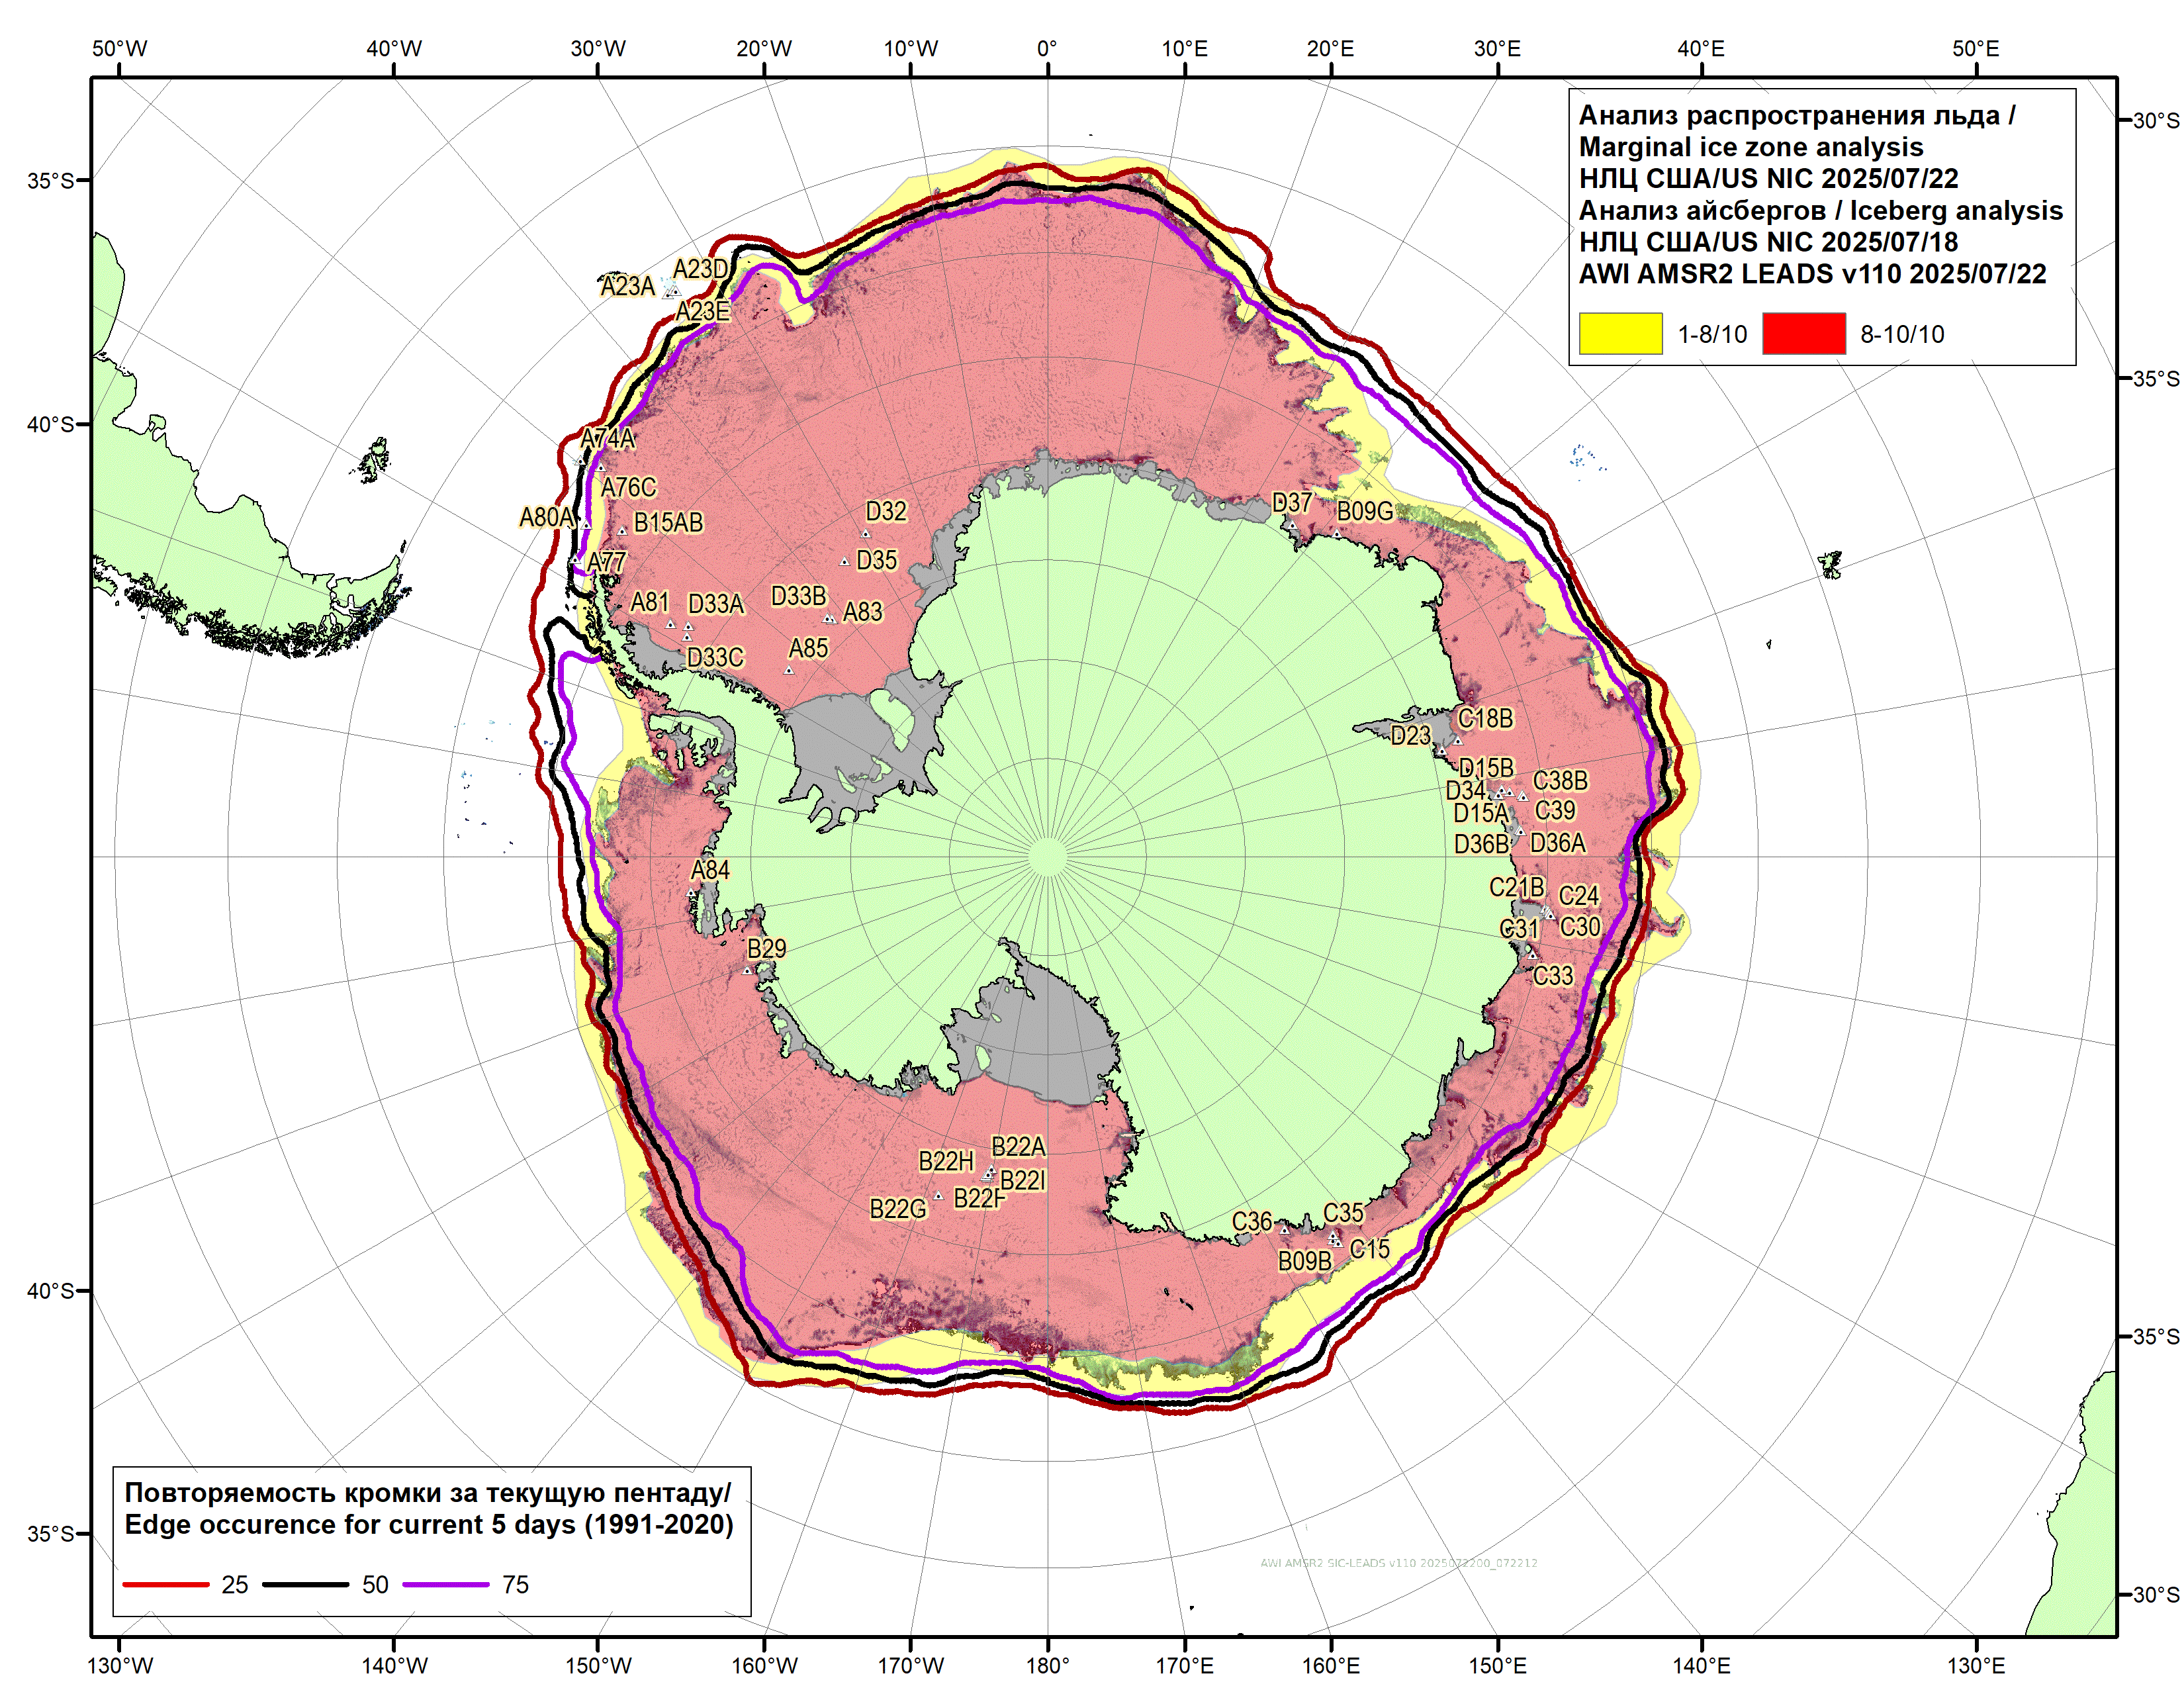 50°W 40°W 30°W 20°W 10°W 0° 10°E 20°E 30°E 40°E 50°E
Анализ распространения льда /
Marginal ice zone analysis
НЛЦ США/US NIC 2025/07/22
Анализ айсбергов / Iceberg analysis
НЛЦ США/US NIC 2025/07/18
AWI AMSR2 LEADS v110 2025/07/22
1-8/10 8-10/10
30°S
35°S
35°S
40°S
A23D
A23A
A23E
A74A
A76C
A80A
B15AB
A77
D32
D35
D37
B09G
A81
D33A
D33B
A83
D33C
A85
C18B
D23
D15B
C38B
D34
C39
D15A
D36B
D36A
A84
C21B
C24
C31
C30
B29
C33
B22A
B22H
B22I
B22G
B22F
C36
C35
B09B
C15
40°S
35°S
35°S
30°S
Повторяемость кромки за текущую пентаду/
Edge occurence for current 5 days (1991-2020)
25 50 75
AWI AMSR2 SIC-LEADS v110 2025072200_072212
130°W 140°W 150°W 160°W 170°W 180° 170°E 160°E 150°E 140°E 130°E